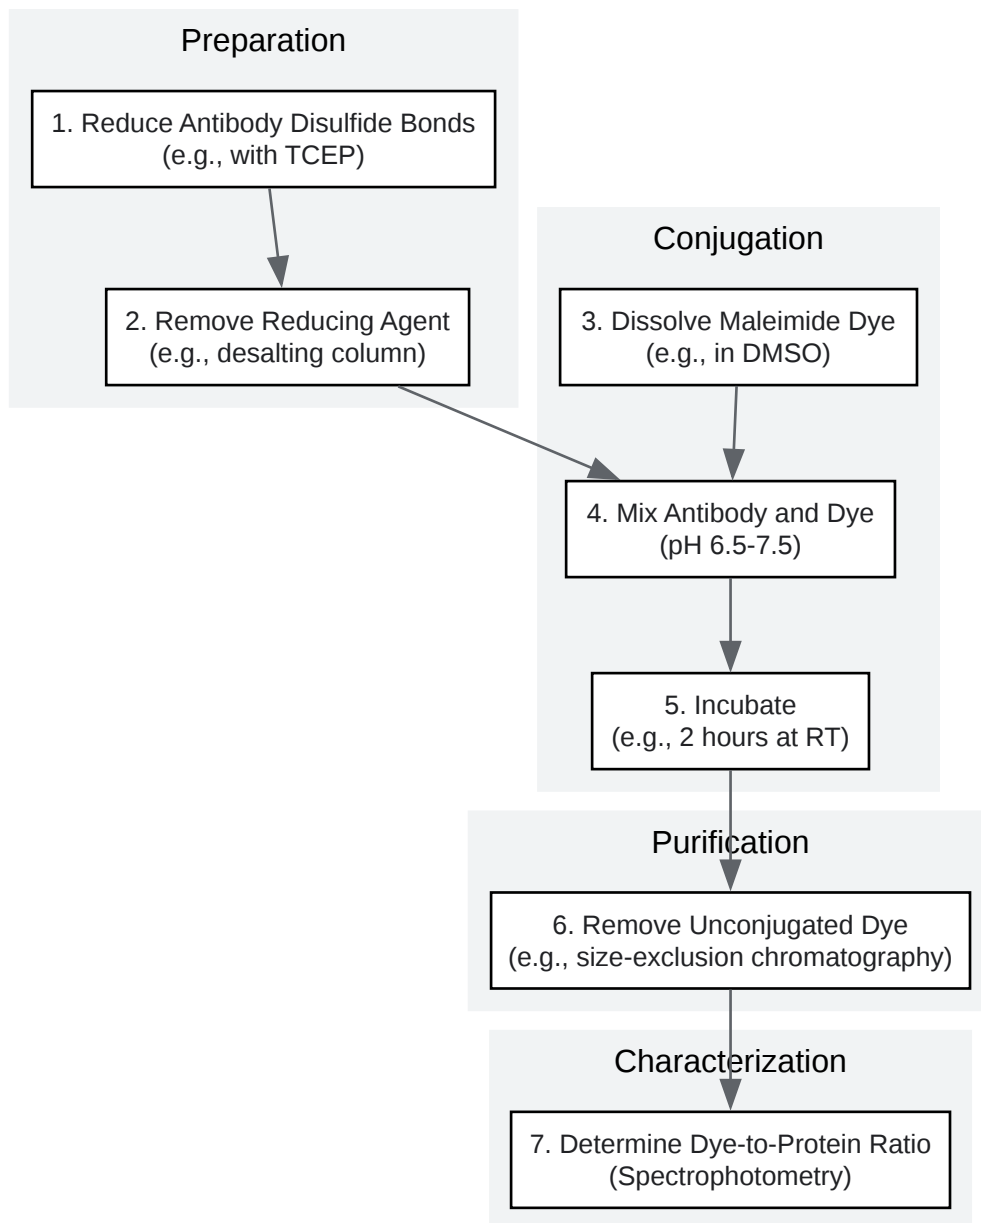 Preparation
1. Reduce Antibody Disulfide Bonds
(e.g., with TCEP)
2. Remove Reducing Agent
(e.g., desalting column)
Conjugation
3. Dissolve Maleimide Dye
(e.g., in DMSO)
4. Mix Antibody and Dye
(pH 6.5-7.5)
5. Incubate
(e.g., 2 hours at RT)
Purification
6. Remove Unconjugated Dye
(e.g., size-exclusion chromatography)
Characterization
7. Determine Dye-to-Protein Ratio
(Spectrophotometry)